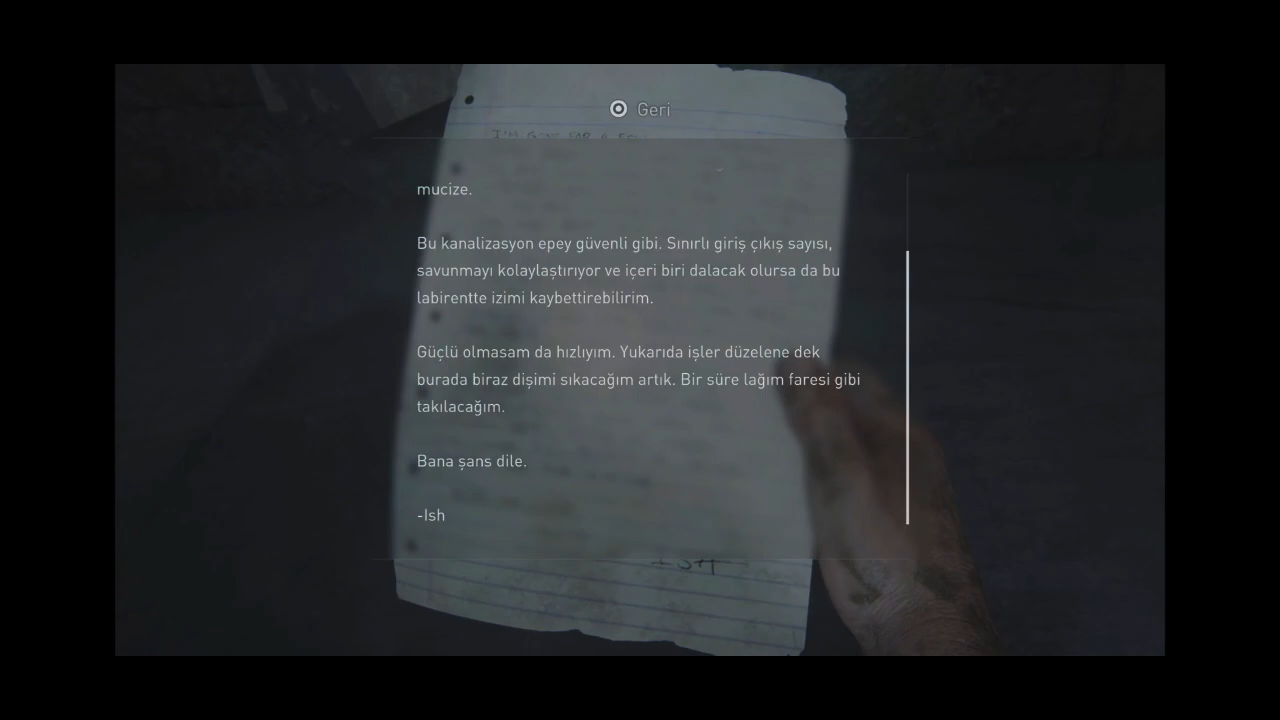 Geri
mucize.
Bu kanalizasyon epey güvenli gibi. Sınırlı giriş çıkış sayısı,
savunmayı kolaylaştırıyor ve içeri biri dalacak olursa da bu
labirentte izimi kaybettirebilirim.
Güçlü olmasam da hızlıyım. Yukarıda işler düzelene dek
burada biraz dişimi sıkacağım artık. Bir süre lağım faresi gibi
takılacağım.
Bana şans dile.
-Ish
ISH